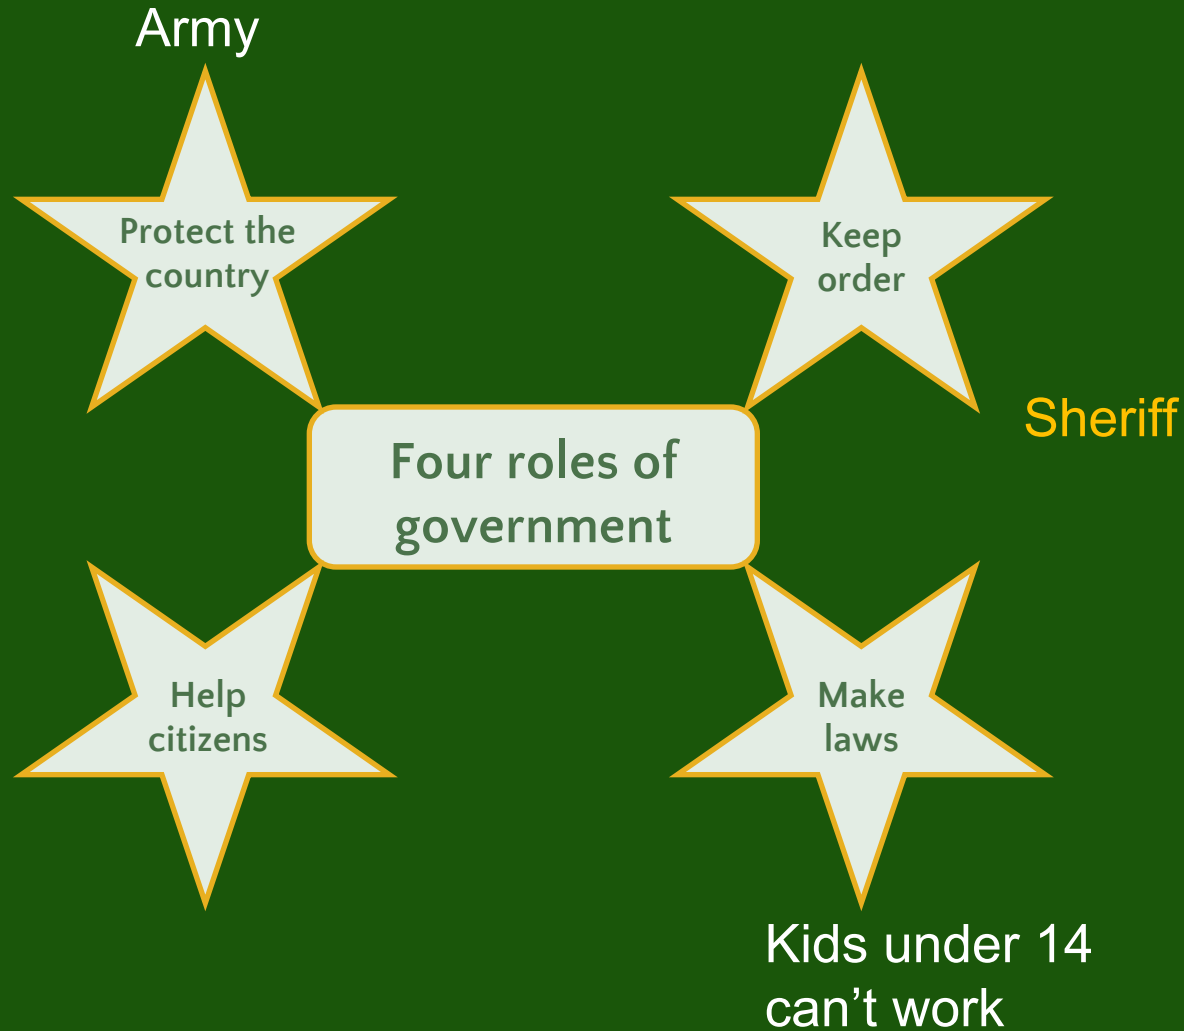 Army
Protect the
country
Keep
order
Sheriff
Four roles of
government
Help
citizens
Make
laws
Kids under 14
can’t work